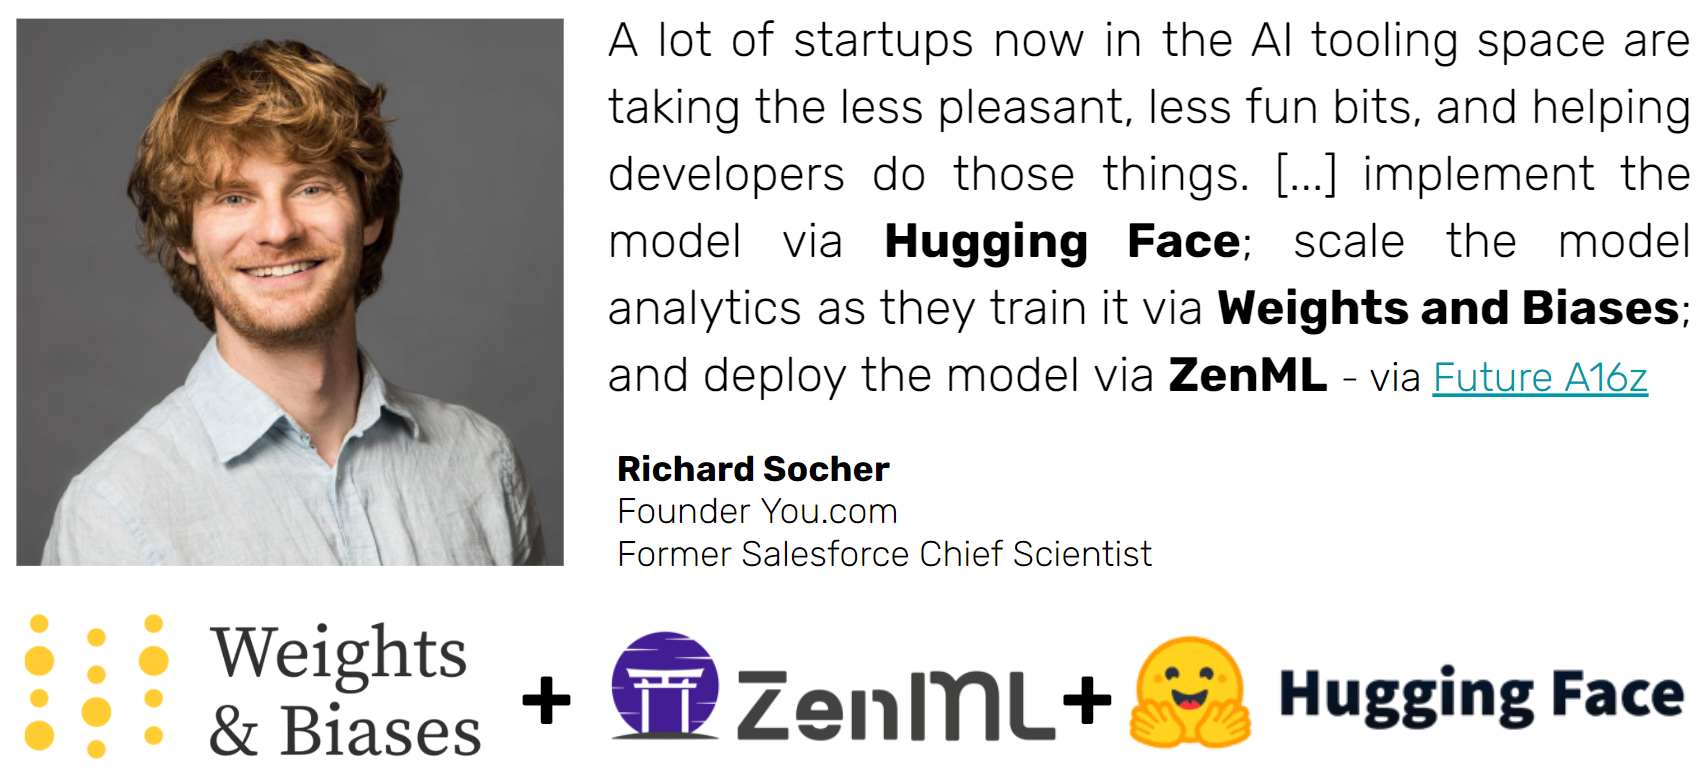 A lot of startups now in the AI tooling space are
taking the less pleasant, less fun bits, and helping
developers do those things. [...] implement the
model via Hugging Face; scale the model
analytics as they train it via Weights and Biases;
and deploy the model via ZenML - via Future A16z
Richard Socher
Founder You.com
Former Salesforce Chief Scientist
Weights
& Biases
+
ZenML
+
Hugging Face